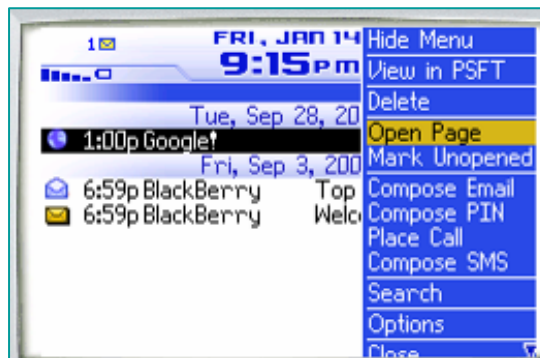 1
FRI, JAN 14
9:15pm
Tue, Sep 28, 20
1:00p Google!
Fri, Sep 3, 200
6:59p BlackBerry Top
6:59p BlackBerry Welc
Hide Menu
View in PSFT
Delete
Open Page
Mark Unopened
Compose Email
Compose PIN
Place Call
Compose SMS
Search
Options
Close